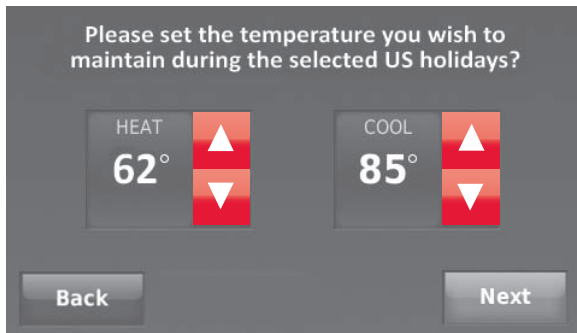 Please set the temperature you wish to
maintain during the selected US holidays?
HEAT
62°
COOL
85°
Back
Next